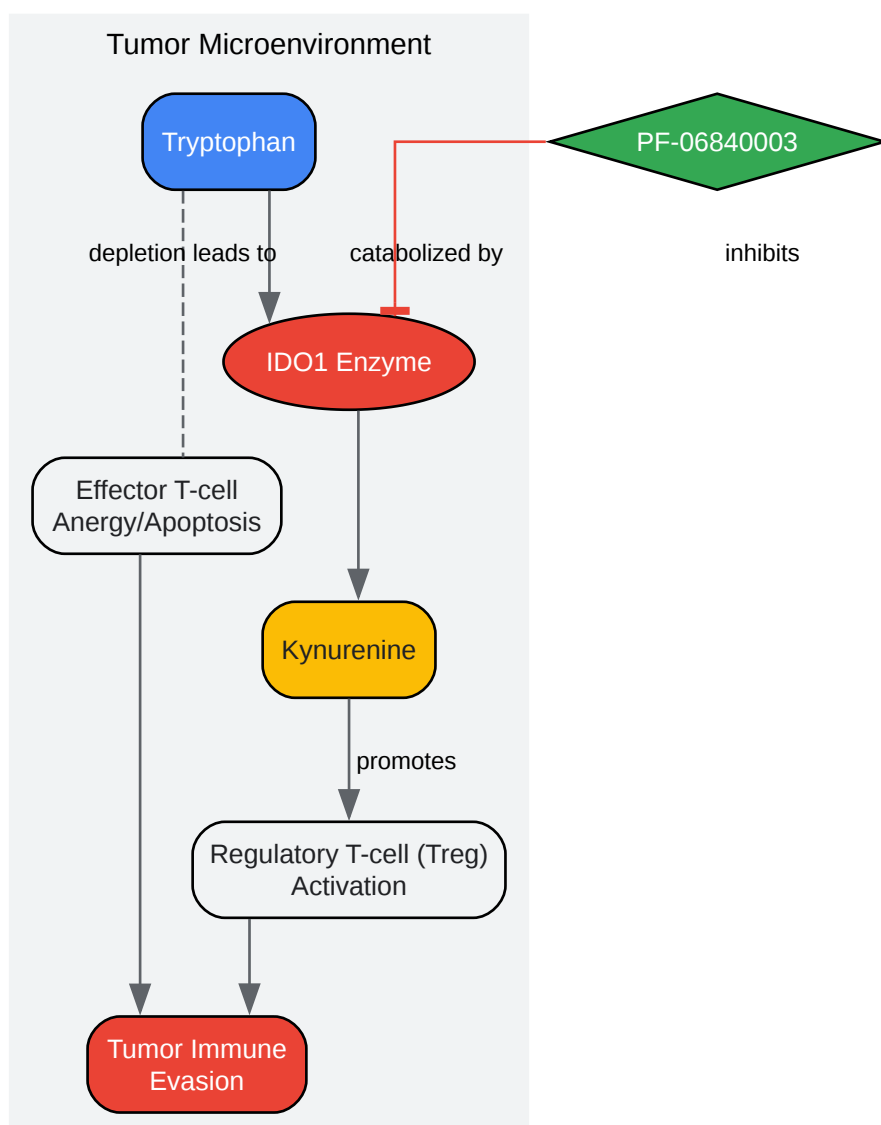 Tumor Microenvironment
Tryptophan
PF-06840003
depletion leads to
catabolized by
inhibits
IDO1 Enzyme
Effector T-cell
Anergy/Apoptosis
Kynurenine
promotes
Regulatory T-cell (Treg)
Activation
Tumor Immune
Evasion